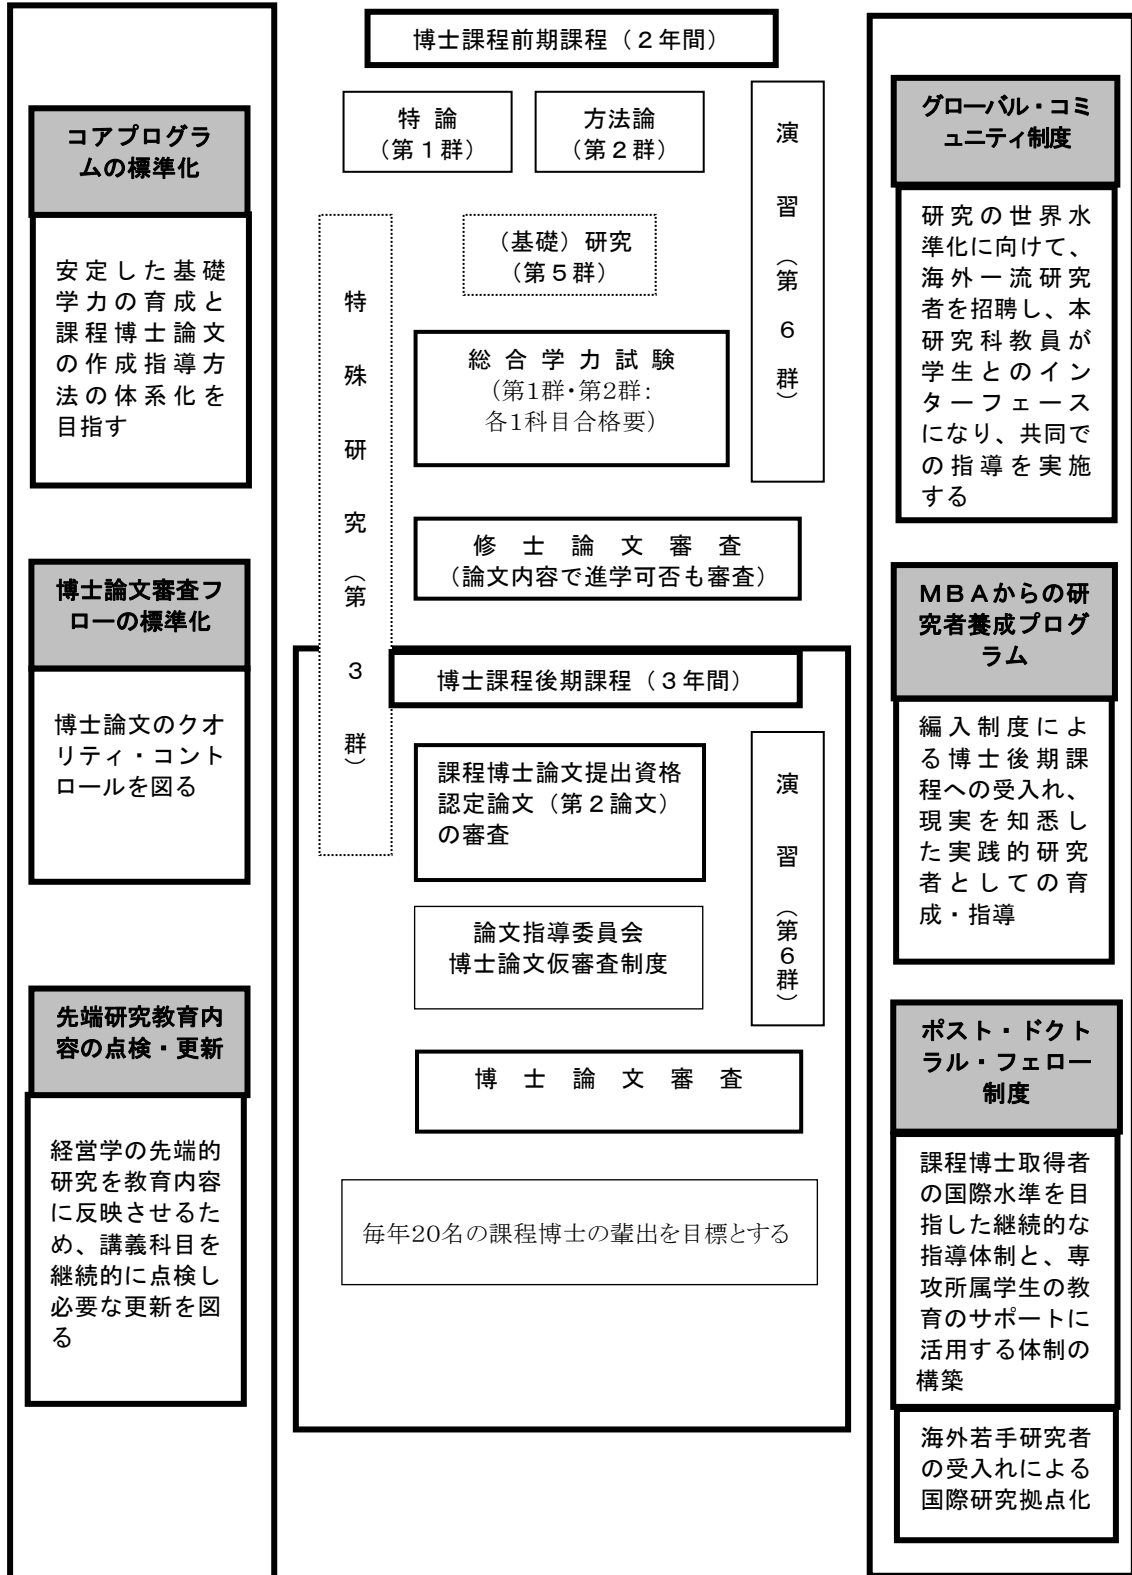 コアプログラ
ムの標準化
安定した基礎
学力の育成と
課程博士論文
の作成指導方
法の体系化を
目指す
博士論文審査フ
ローの標準化
博士論文のクオ
リティ・コント
ロールを図る
先端研究教育内
容の点検・更新
経営学の先端的
研究を教育内容
に反映させるた
め、講義科目を
継続的に点検し
必要な更新を図
る
博士課程前期課程（２年間）
特 論
（第１群）
方法論
（第２群）
演習（第６群）
特殊研究（第３群）
（基礎）研究
（第５群）
総 合 学 力 試 験
（第1群・第2群：
各1科目合格要）
修 士 論 文 審 査
（論文内容で進学可否も審査）
博士課程後期課程（３年間）
課程博士論文提出資格
認定論文（第２論文）
の審査
演習（第６群）
論文指導委員会
博士論文仮審査制度
博 士 論 文 審 査
毎年20名の課程博士の輩出を目標とする
グローバル・コミ
ュニティ制度
研究の世界水
準化に向けて、
海外一流研究
者を招聘し、本
研究科教員が
学生とのイン
ターフェース
になり、共同で
の指導を実施
する
ＭＢＡからの研
究者養成プログ
ラム
編入制度によ
る博士後期課
程への受入れ、
現実を知悉し
た実践的研究
者としての育
成・指導
ポスト・ドクト
ラル・フェロー
制度
課程博士取得者
の国際水準を目
指した継続的な
指導体制と、専
攻所属学生の教
育のサポートに
活用する体制の
構築
海外若手研究者
の受入れによる
国際研究拠点化